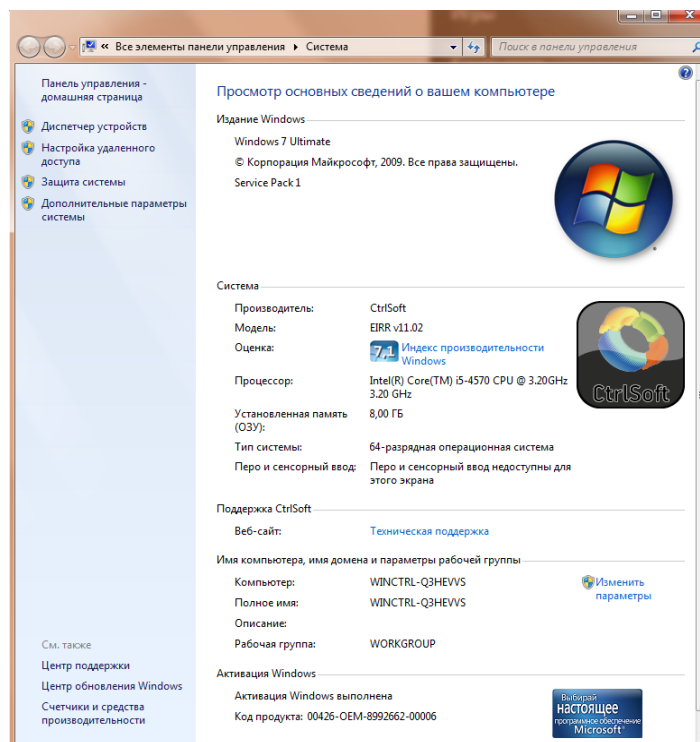 Все элементы панели управления ▸ Система
Поиск в панели управления
Панель управления -
домашняя страница
Диспетчер устройств
Настройка удаленного
доступа
Защита системы
Дополнительные параметры
системы
Просмотр основных сведений о вашем компьютере
Издание Windows
Windows 7 Ultimate
© Корпорация Майкрософт, 2009. Все права защищены.
Service Pack 1
Система
Производитель: CtrlSoft
Модель: EIRR v11.02
Оценка: 7,1 Индекс производительности
Windows
Процессор: Intel(R) Core(TM) i5-4570 CPU @ 3.20GHz
3.20 GHz
Установленная память
(ОЗУ): 8,00 ГБ
Тип системы: 64-разрядная операционная система
Перо и сенсорный ввод: Перо и сенсорный ввод недоступны для
этого экрана
CtrlSoft
Поддержка CtrlSoft
Веб-сайт: Техническая поддержка
Имя компьютера, имя домена и параметры рабочей группы
Компьютер: WINCTRL-Q3HEVVS
Изменить
параметры
Полное имя: WINCTRL-Q3HEVVS
Описание:
Рабочая группа: WORKGROUP
Активация Windows
Активация Windows выполнена
Код продукта: 00426-OEM-8992662-00006
Выбирай
настоящее
программное обеспечение
Microsoft
См. также
Центр поддержки
Центр обновления Windows
Счетчики и средства
производительности